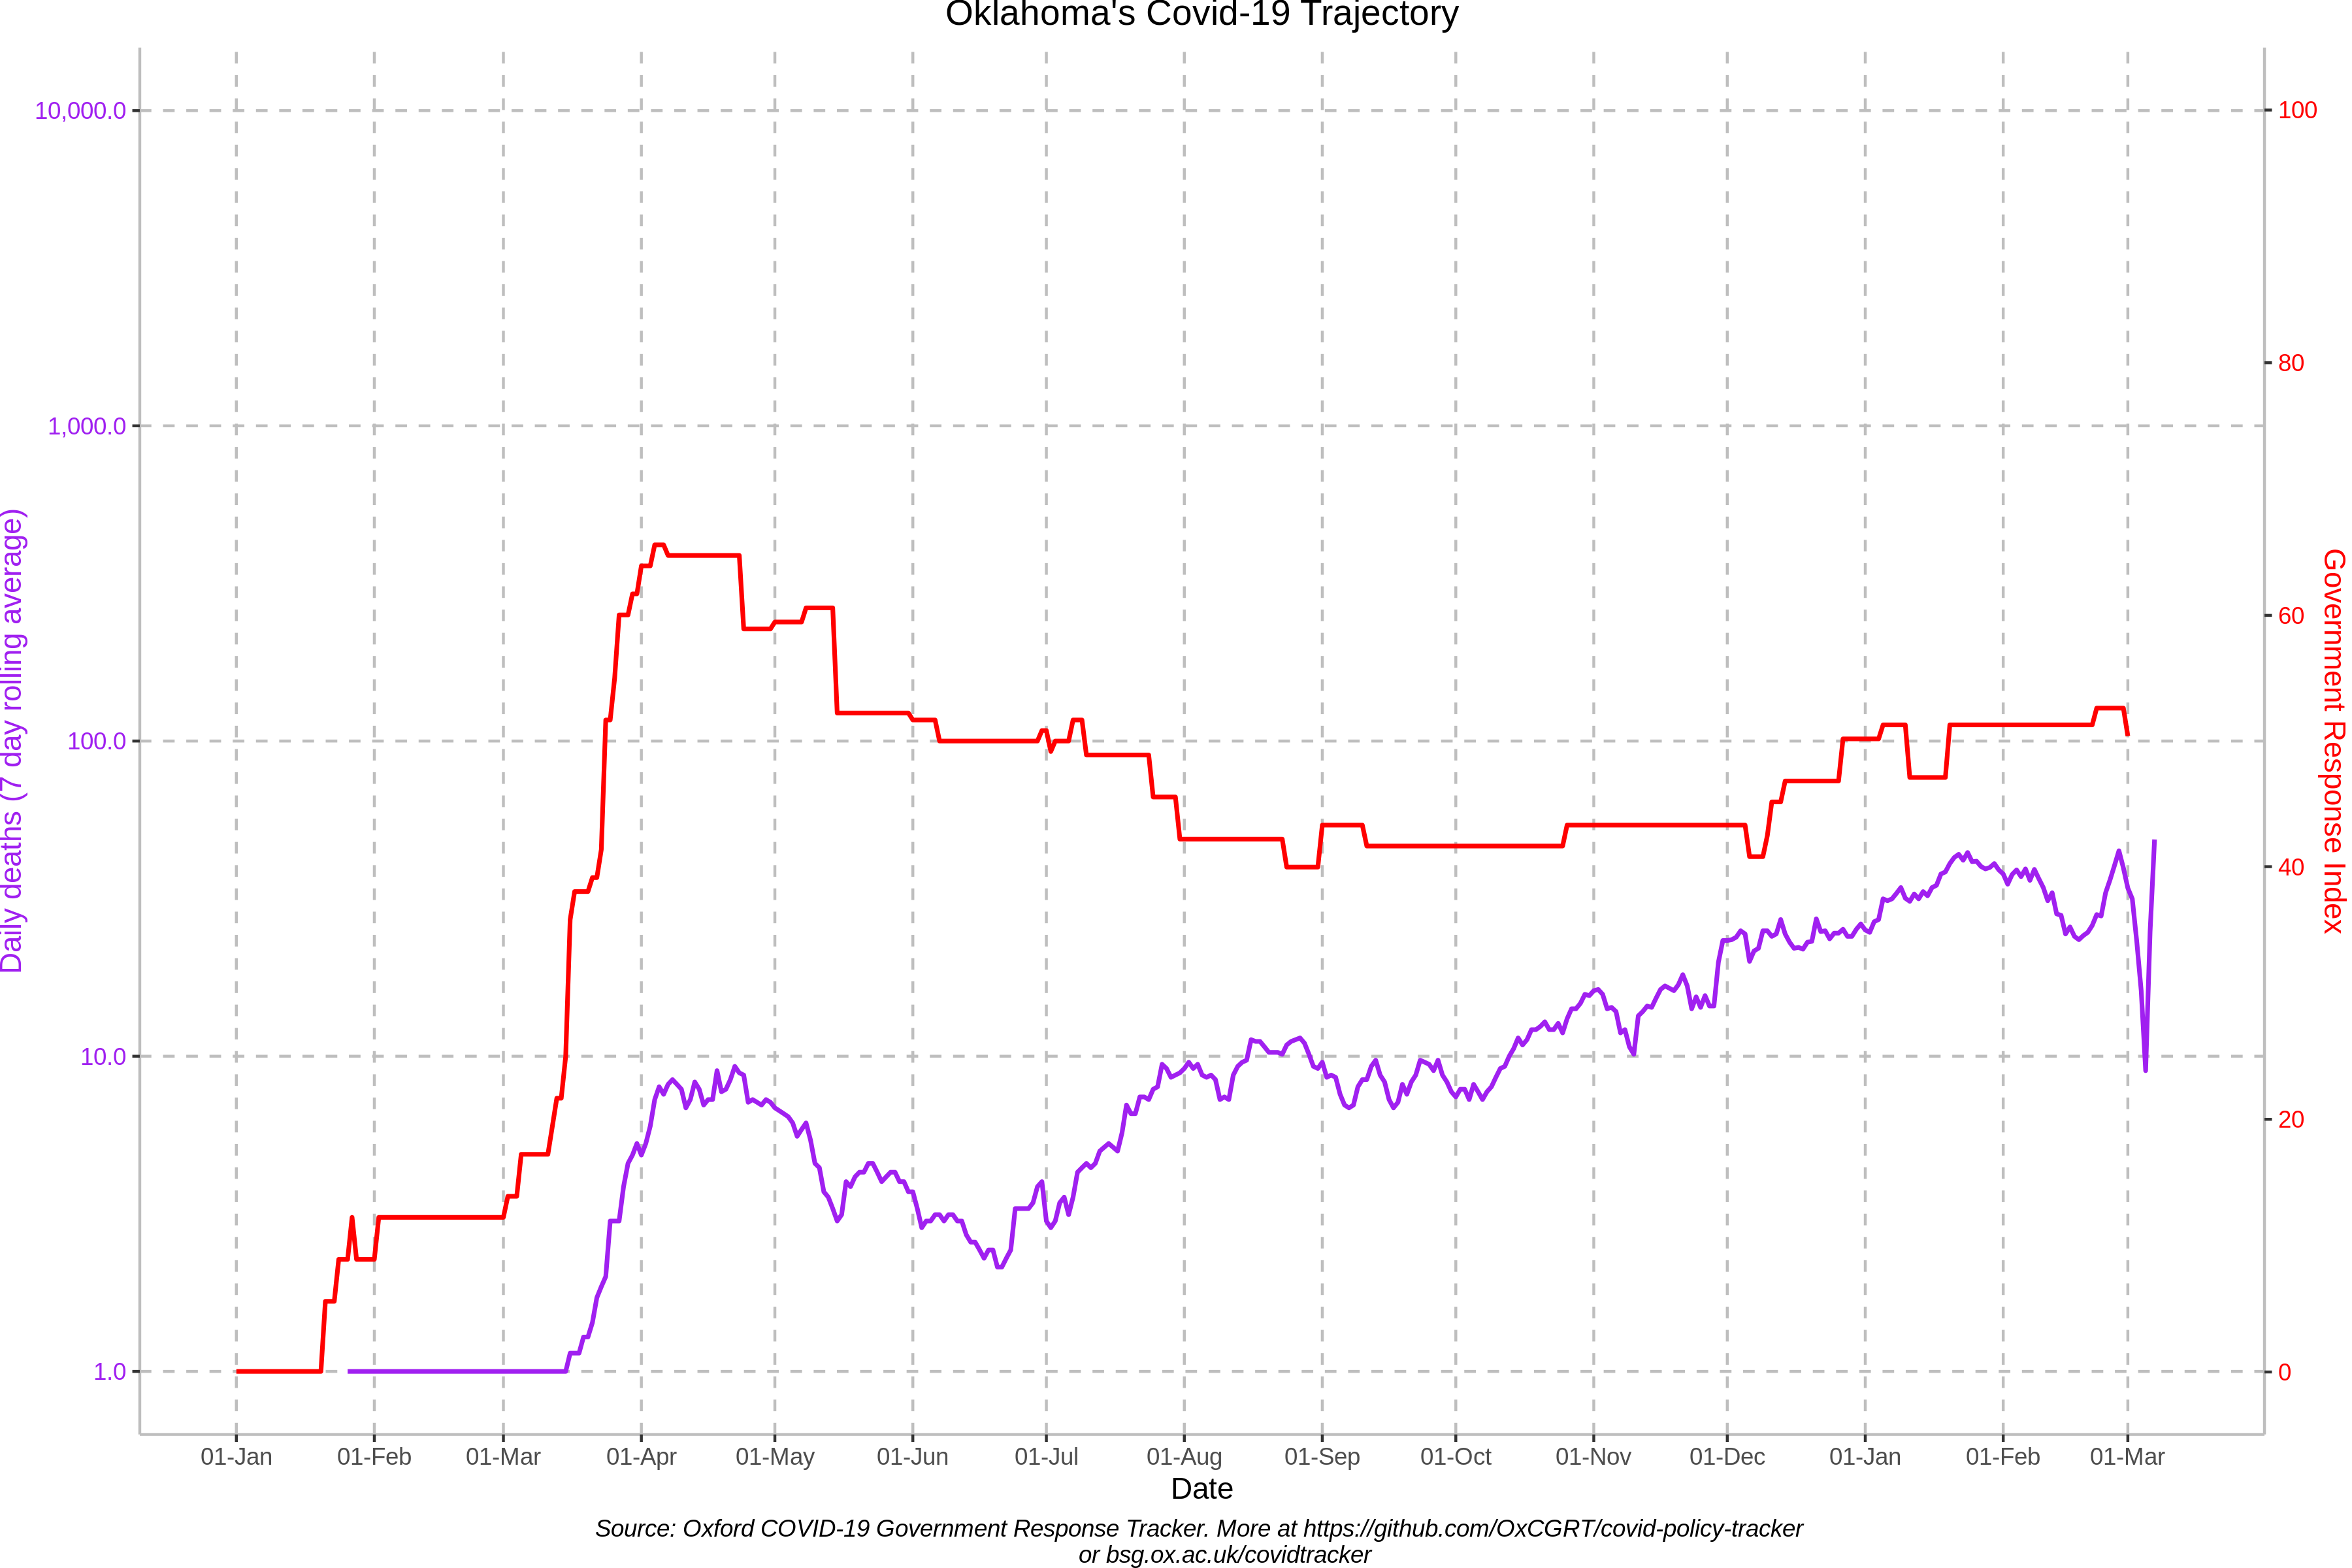 Oklahoma's Covid-19 Trajectory
10,000.0
1,000.0
100.0
10.0
1.0
Daily deaths (7 day rolling average)
100
80
60
40
20
0
Government Response Index
01-Jan 01-Feb 01-Mar 01-Apr 01-May 01-Jun 01-Jul 01-Aug 01-Sep 01-Oct 01-Nov 01-Dec 01-Jan 01-Feb 01-Mar
Date
Source: Oxford COVID-19 Government Response Tracker. More at https://github.com/OxCGRT/covid-policy-tracker
or bsg.ox.ac.uk/covidtracker